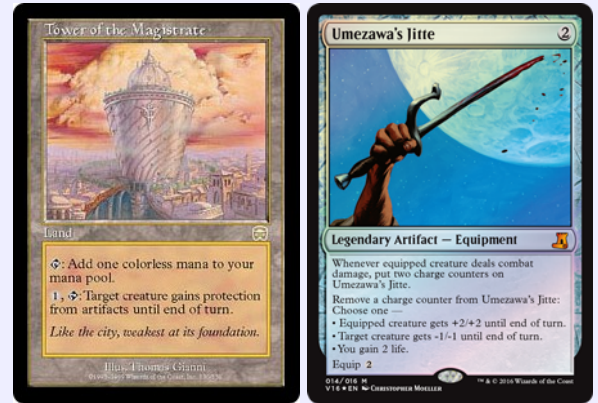 Tower of the Magistrate
Land
: Add one colorless mana to your
mana pool.
1, : Target creature gains protection
from artifacts until end of turn.
Like the city, weakest at its foundation.
Illus. Thomas Gianni
Umezawa's Jitte 2
Legendary Artifact — Equipment
Whenever equipped creature deals combat
damage, put two charge counters on
Umezawa's Jitte.
Remove a charge counter from Umezawa's Jitte:
Choose one —
• Equipped creature gets +2/+2 until end of turn.
• Target creature gets -1/-1 until end of turn.
• You gain 2 life.
Equip 2
014/016 M
V16 ★ EN Christopher Moeller
™ & © 2016 Wizards of the Coast